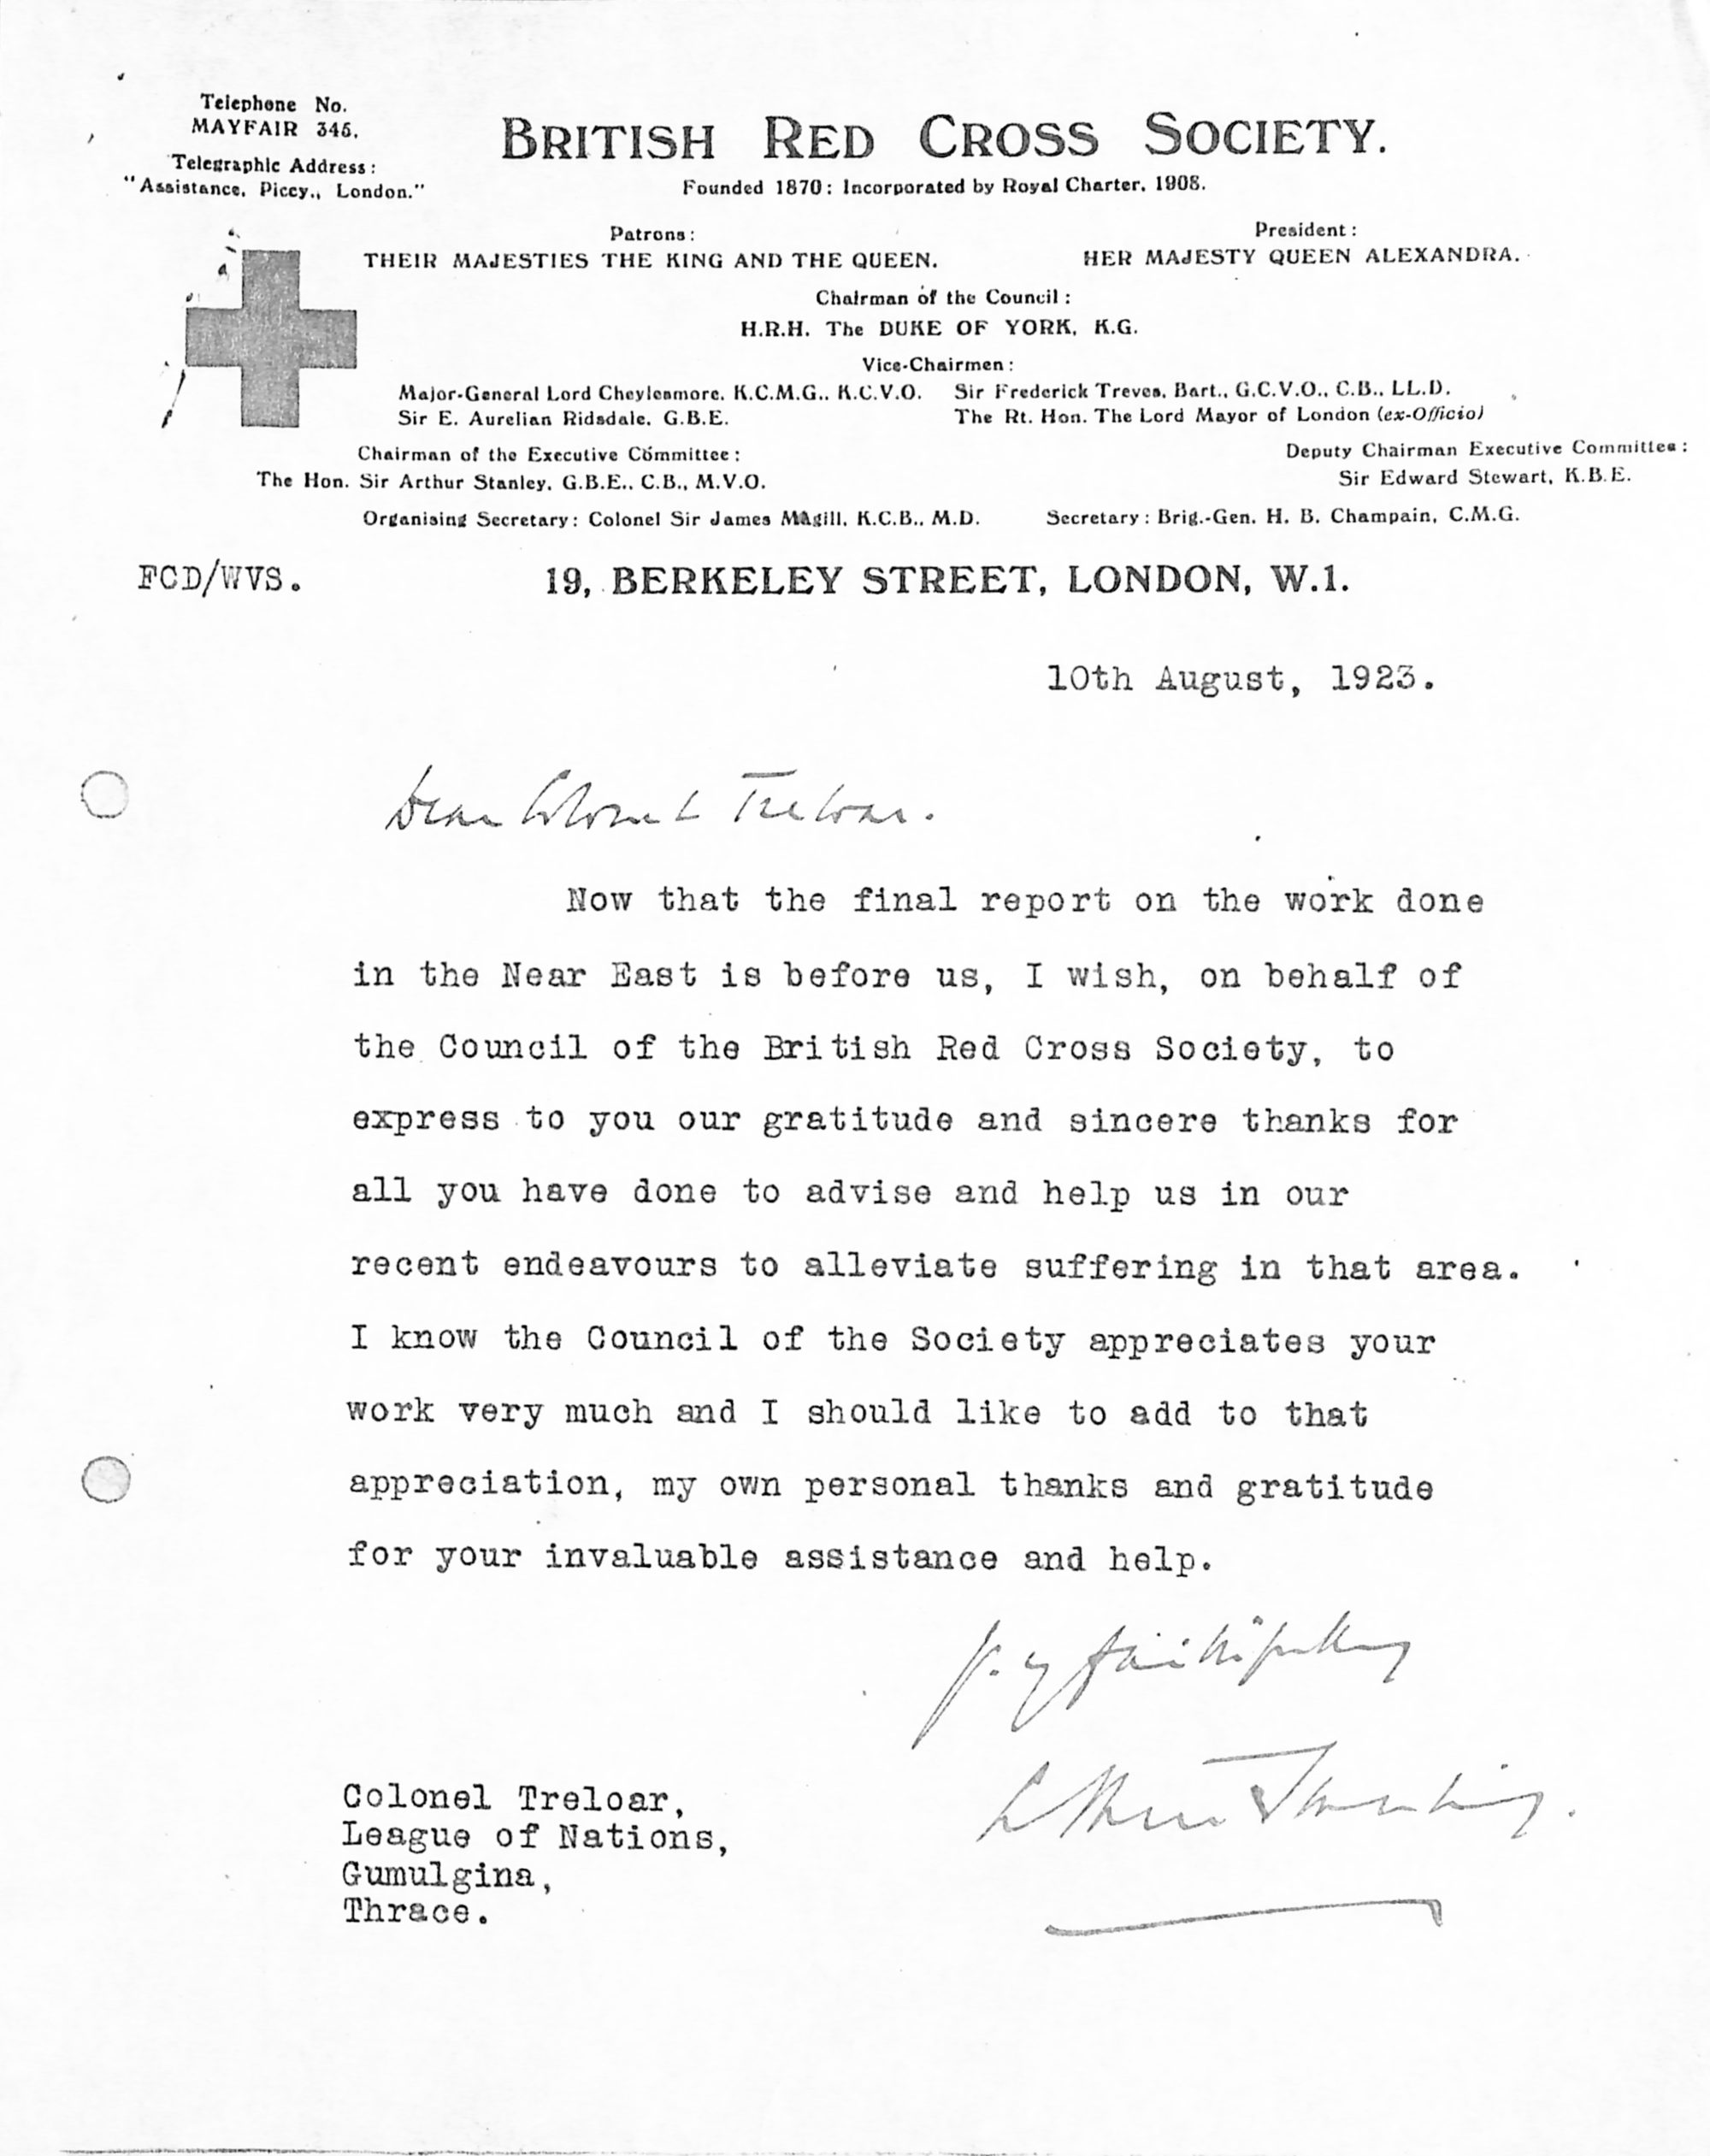 Telephone No.
MAYFAIR 345.
Telegraphic Address:
"Assistance, Piccy., London."
BRITISH RED CROSS SOCIETY.
Founded 1870: Incorporated by Royal Charter, 1908.
Patrons:
THEIR MAJESTIES THE KING AND THE QUEEN.
President:
HER MAJESTY QUEEN ALEXANDRA.
Chairman of the Council:
H.R.H. The DUKE OF YORK, K.G.
Vice-Chairmen:
Major-General Lord Cheylesmore, K.C.M.G., K.C.V.O. Sir Frederick Treves, Bart., G.C.V.O., C.B., LL.D.
Sir E. Aurelian Ridsdale, G.B.E. The Rt. Hon. The Lord Mayor of London (ex-Officio)
Chairman of the Executive Committee:
The Hon. Sir Arthur Stanley, G.B.E., C.B., M.V.O.
Deputy Chairman Executive Committee:
Sir Edward Stewart, K.B.E.
Organising Secretary: Colonel Sir James Magill, K.C.B., M.D. Secretary: Brig.-Gen. H. B. Champain, C.M.G.
FCD/WVS. 19, BERKELEY STREET, LONDON, W.1.
10th August, 1923.
Dear Colonel Treloar.
Now that the final report on the work done
in the Near East is before us, I wish, on behalf of
the Council of the British Red Cross Society, to
express to you our gratitude and sincere thanks for
all you have done to advise and help us in our
recent endeavours to alleviate suffering in that area.
I know the Council of the Society appreciates your
work very much and I should like to add to that
appreciation, my own personal thanks and gratitude
for your invaluable assistance and help.
Arthur Stanley.
Colonel Treloar,
League of Nations,
Gumulgina,
Thrace.